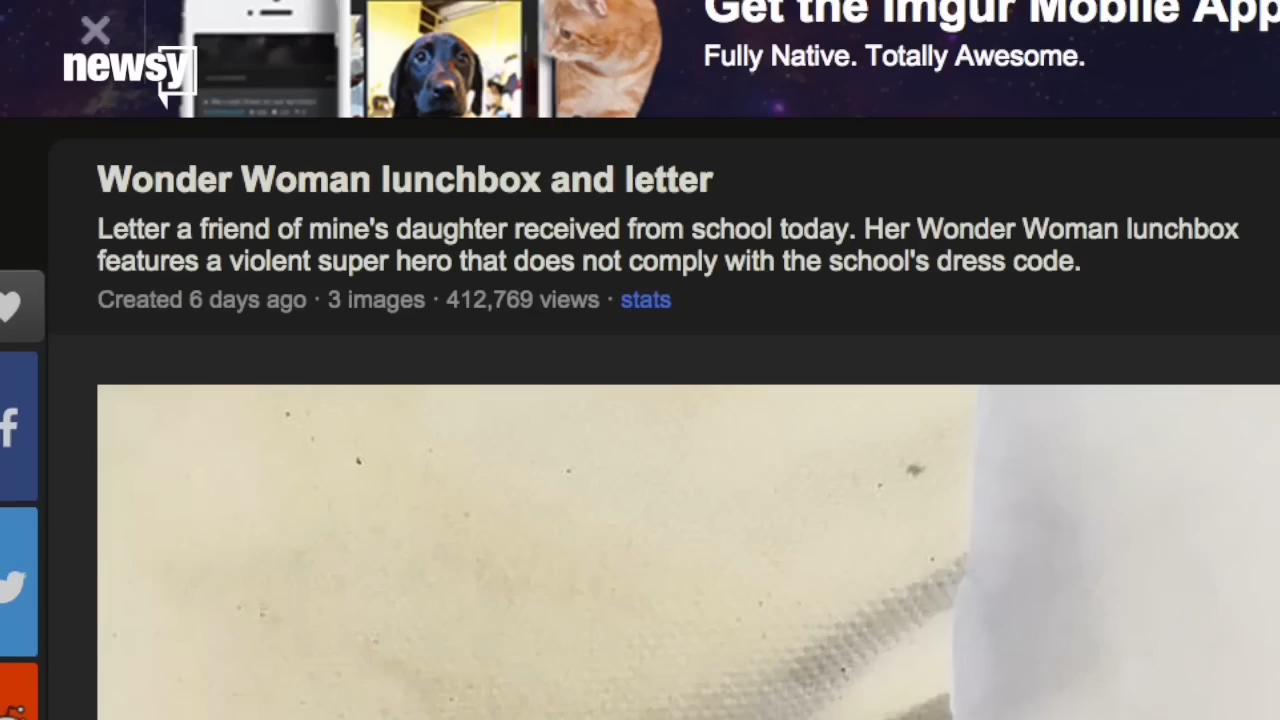 Get the Imgur Mobile App
newsy
Fully Native. Totally Awesome.
Wonder Woman lunchbox and letter
Letter a friend of mine's daughter received from school today. Her Wonder Woman lunchbox
features a violent super hero that does not comply with the school's dress code.
Created 6 days ago · 3 images · 412,769 views · stats